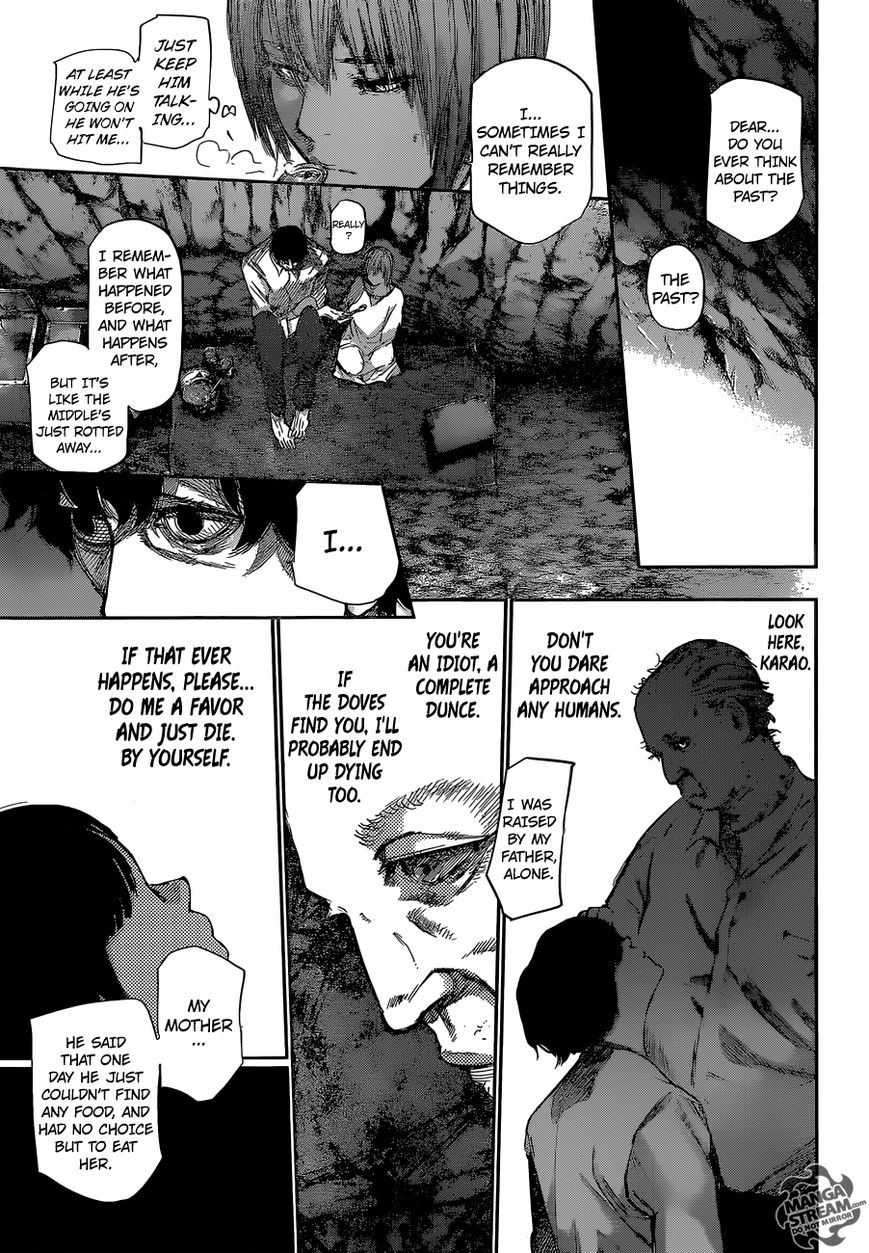 DEAR...
DO YOU
EVER THINK
ABOUT THE
PAST?
THE
PAST?
I...
SOMETIMES I
CAN'T REALLY
REMEMBER
THINGS.
JUST
KEEP
HIM
TALK-
ING...
AT LEAST
WHILE HE'S
GOING ON
HE WON'T
HIT ME...
REALLY
?
I REMEM-
BER WHAT
HAPPENED
BEFORE,
AND WHAT
HAPPENS
AFTER,
BUT IT'S
LIKE THE
MIDDLE'S
JUST ROTTED
AWAY...
I...
LOOK
HERE,
KARAO.
DON'T
YOU DARE
APPROACH
ANY HUMANS.
I WAS
RAISED
BY MY
FATHER,
ALONE.
YOU'RE
AN IDIOT, A
COMPLETE
DUNCE.
IF
THE DOVES
FIND YOU, I'LL
PROBABLY END
UP DYING
TOO.
IF THAT EVER
HAPPENS, PLEASE...
DO ME A FAVOR
AND JUST DIE.
BY YOURSELF.
MY
MOTHER
...
HE SAID
THAT ONE
DAY HE JUST
COULDN'T FIND
ANY FOOD, AND
HAD NO CHOICE
BUT TO EAT
HER.
MANGA
STREAM.com
DO NOT MIRROR